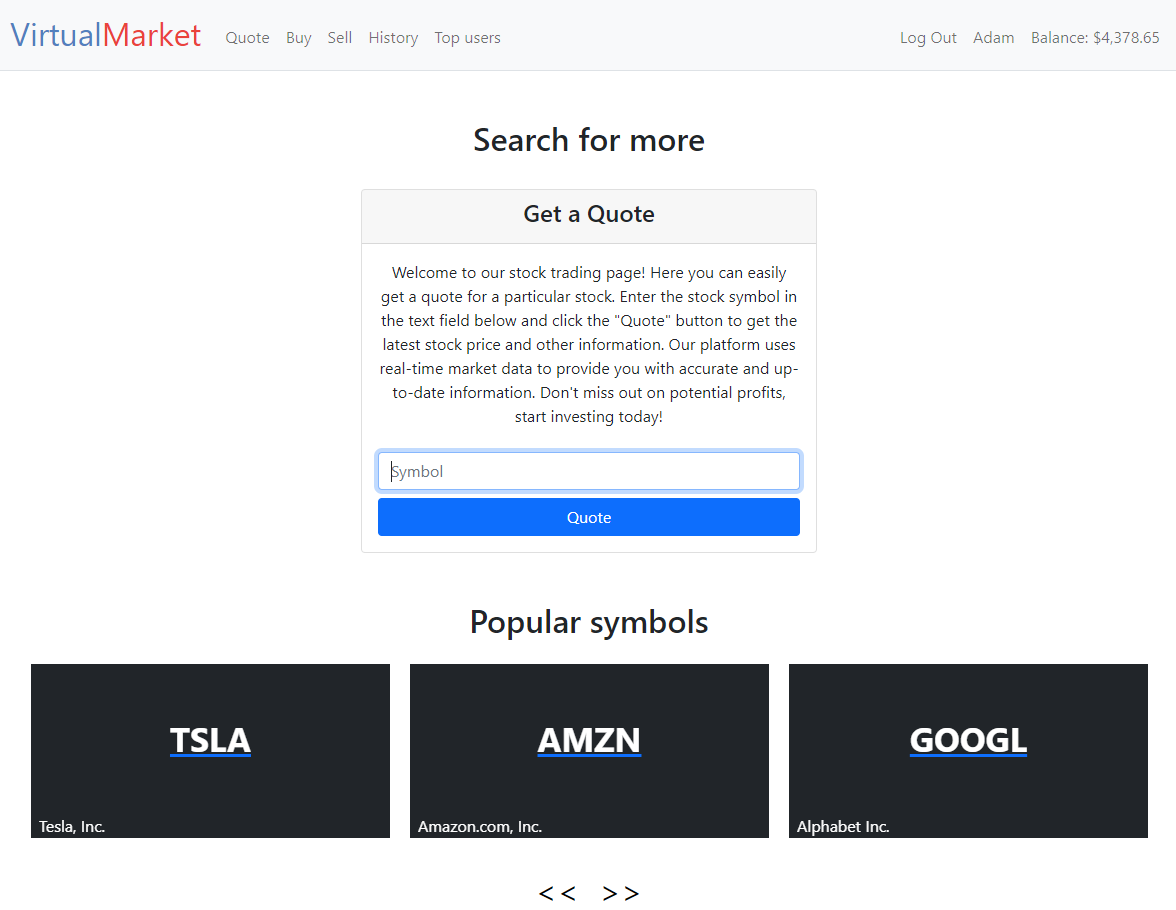 VirtualMarket Quote Buy Sell History Top users Log Out Adam Balance: $4,378.65
Search for more
Get a Quote
Welcome to our stock trading page! Here you can easily
get a quote for a particular stock. Enter the stock symbol in
the text field below and click the "Quote" button to get the
latest stock price and other information. Our platform uses
real-time market data to provide you with accurate and up-
to-date information. Don't miss out on potential profits,
start investing today!
Symbol
Quote
Popular symbols
TSLA
Tesla, Inc.
AMZN
Amazon.com, Inc.
GOOGL
Alphabet Inc.
<< >>